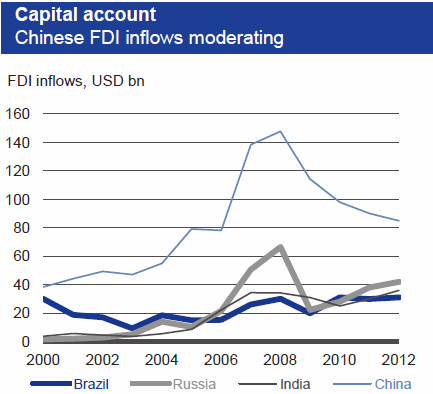 Capital account
Chinese FDI inflows moderating
FDI inflows, USD bn
160
140
120
100
80
60
40
20
0
2000 2002 2004 2006 2008 2010 2012
Brazil Russia India China